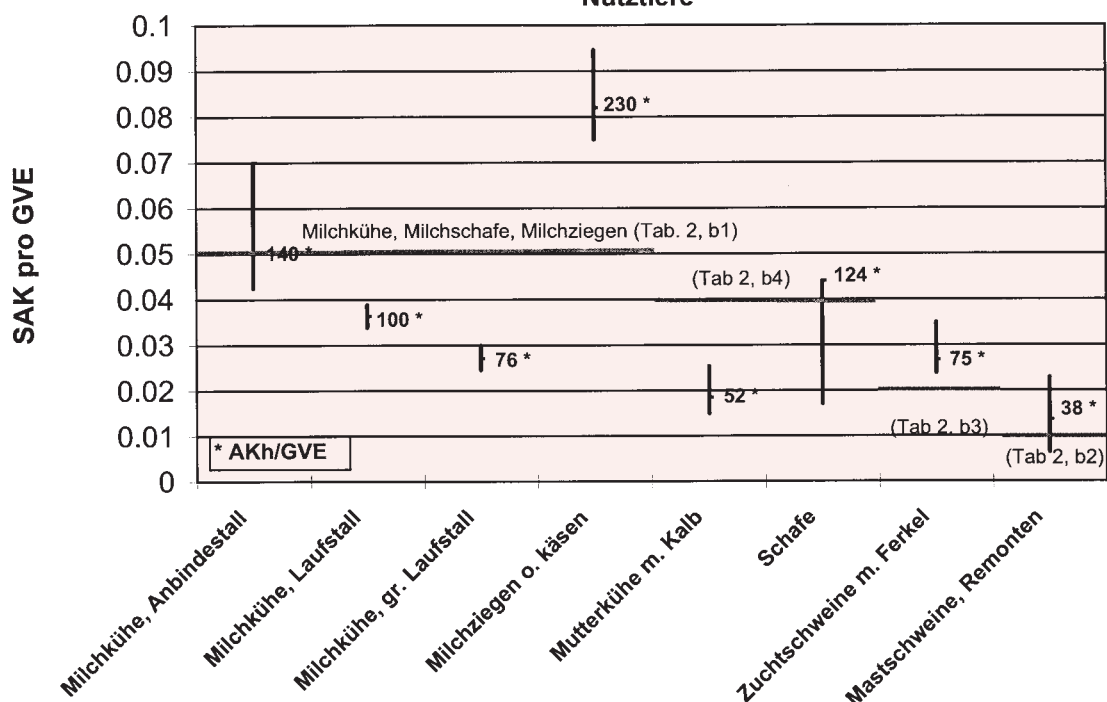 Nutztiere
SAK pro GVE
0.1
0.09
0.08
0.07
0.06
0.05
0.04
0.03
0.02
0.01
0
230 *
Milchkühe, Milchschafe, Milchziegen (Tab. 2, b1)
140 *
(Tab 2, b4)
124 *
100 *
76 *
75 *
52 *
38 *
(Tab 2, b3)
(Tab 2, b2)
* AKh/GVE
Milchkühe, Anbindestall
Milchkühe, Laufstall
Milchkühe, gr. Laufstall
Milchziegen o. käsen
Mutterkühe m. Kalb
Schafe
Zuchtschweine m. Ferkel
Mastschweine, Remonten